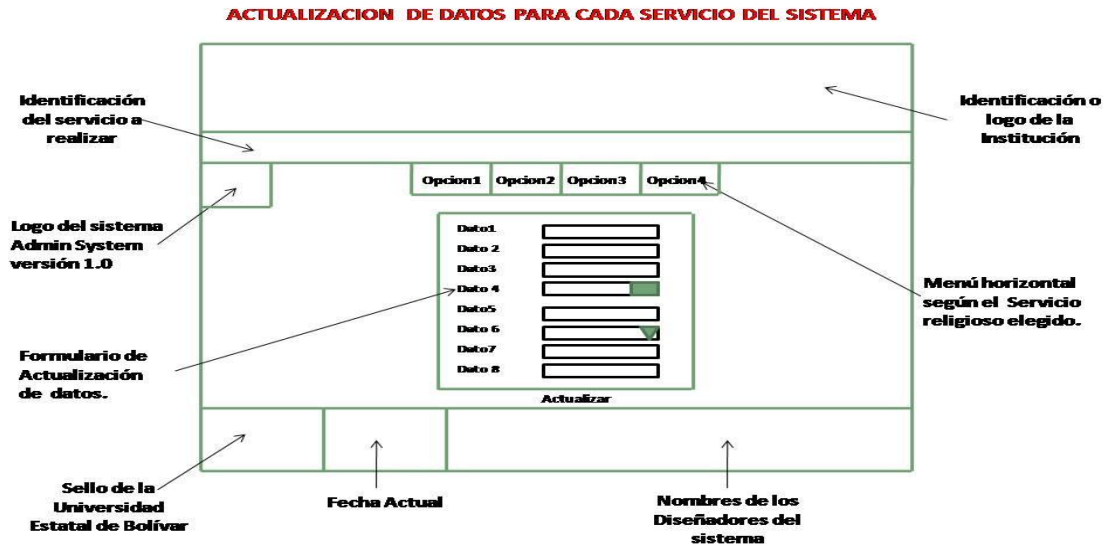 ACTUALIZACION DE DATOS PARA CADA SERVICIO DEL SISTEMA
Identificación
del servicio a
realizar
Identificación o
logo de la
Institución
Opcion1 Opcion2 Opcion3 Opcion4
Logo del sistema
Admin System
versión 1.0
Dato1
Dato 2
Dato3
Dato 4
Dato5
Dato 6
Dato7
Dato 8
Menú horizontal
según el Servicio
religioso elegido.
Formulario de
Actualización
de datos.
Actualizar
Sello de la
Universidad
Estatal de Bolívar
Fecha Actual
Nombres de los
Diseñadores del
sistema